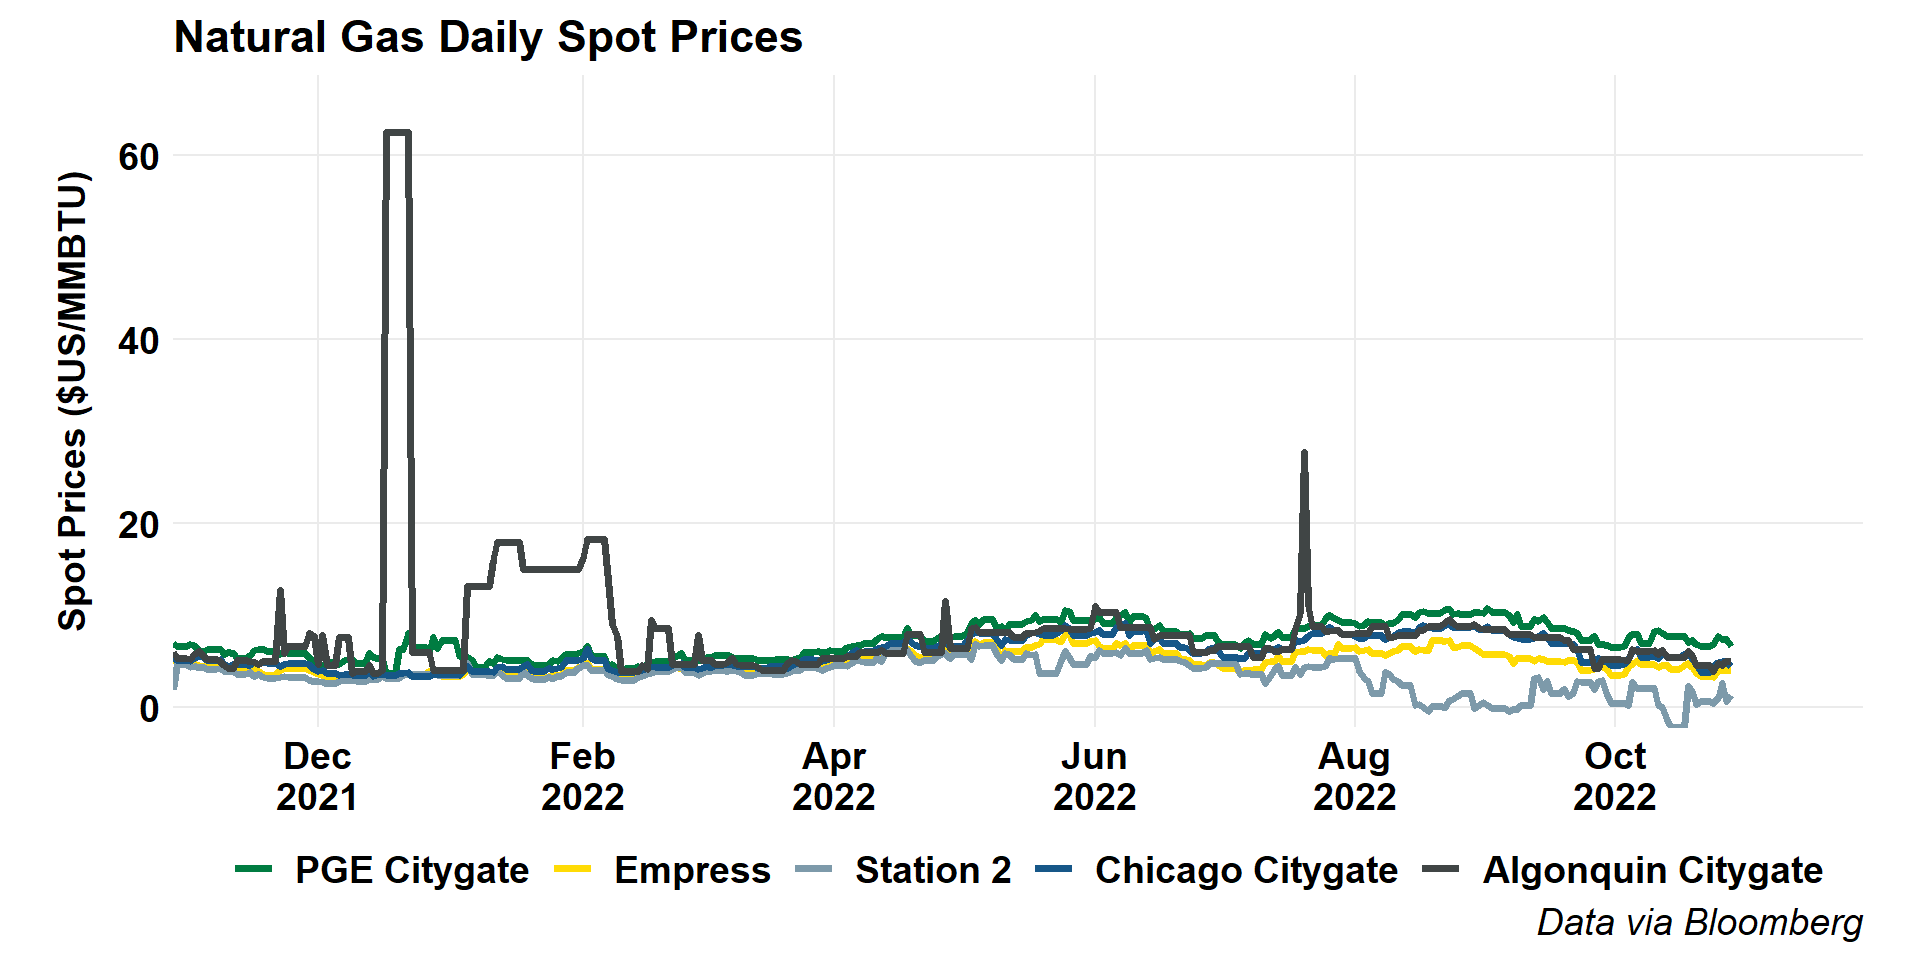 Natural Gas Daily Spot Prices
Spot Prices ($US/MMBTU)
60
40
20
0
Dec Feb Apr Jun Aug Oct
2021 2022 2022 2022 2022 2022
PGE Citygate Empress Station 2 Chicago Citygate Algonquin Citygate
Data via Bloomberg